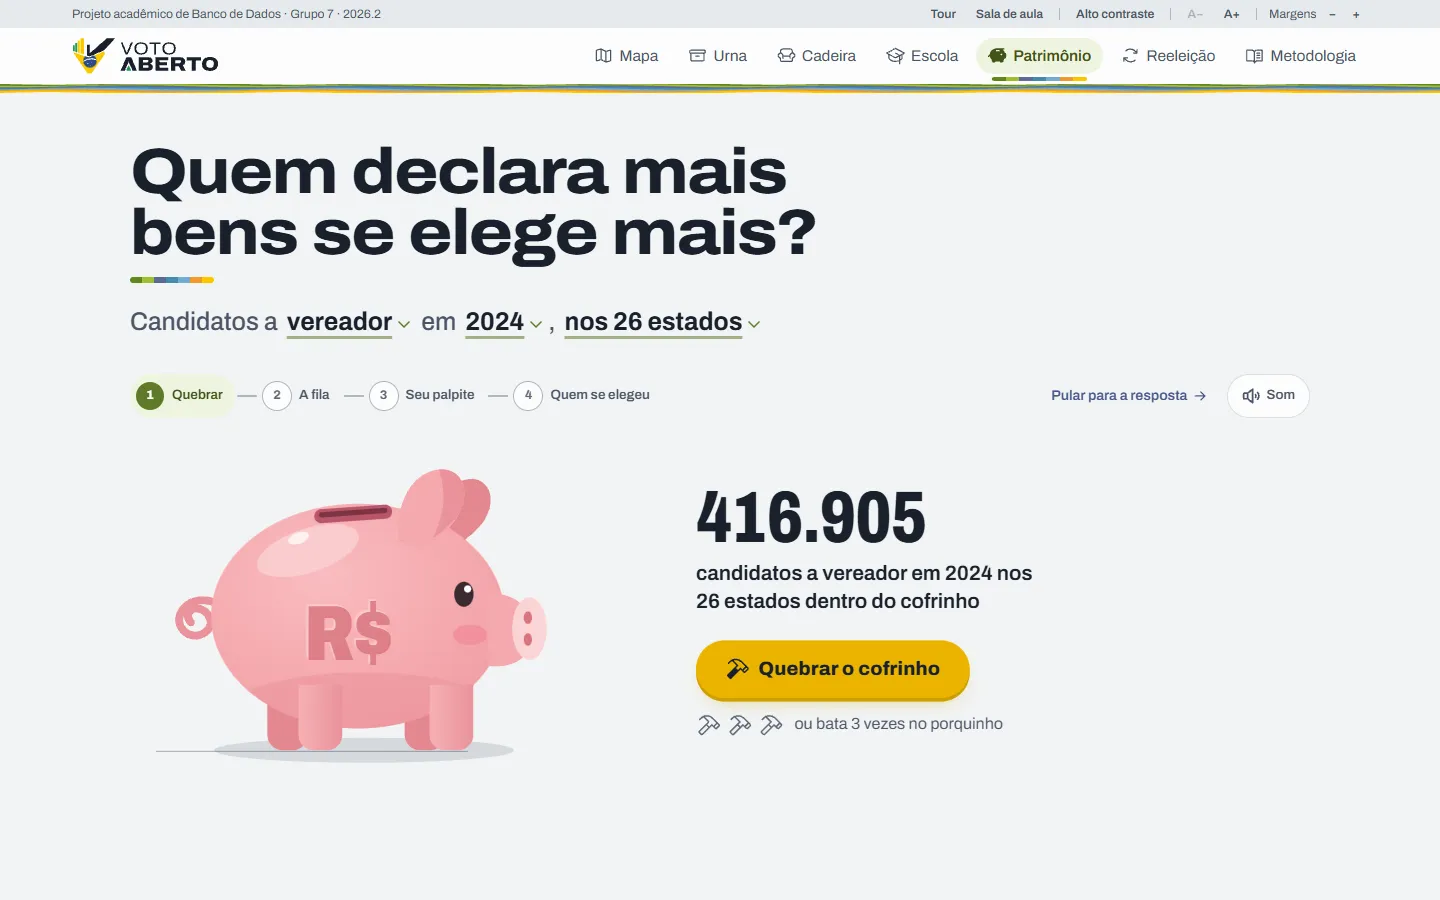 Projeto acadêmico de Banco de Dados · Grupo 7 · 2026.2
Tour Sala de aula Alto contraste A− A+ Margens − +
VOTO
ABERTO
Mapa Urna Cadeira Escola Patrimônio Reeleição Metodologia
Quem declara mais
bens se elege mais?
Candidatos a vereador em 2024 , nos 26 estados
1 Quebrar 2 A fila 3 Seu palpite 4 Quem se elegeu
Pular para a resposta → Som
R$
416.905
candidatos a vereador em 2024 nos
26 estados dentro do cofrinho
Quebrar o cofrinho
ou bata 3 vezes no porquinho